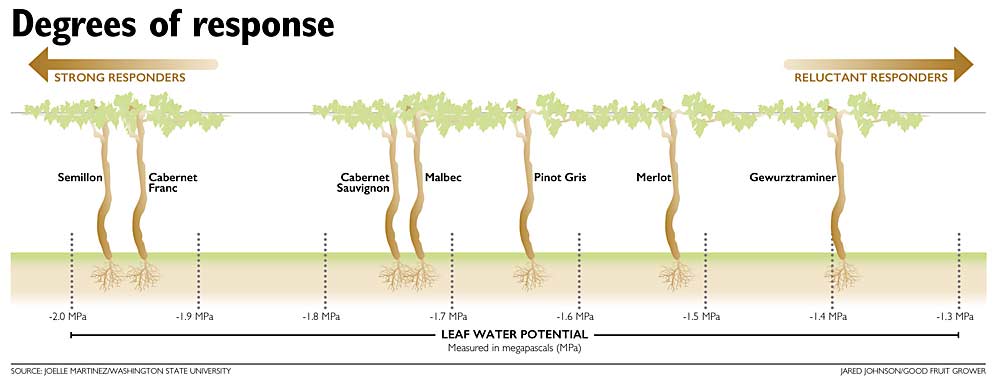 Degrees of response
STRONG RESPONDERS
RELUCTANT RESPONDERS
Semillon
Cabernet
Franc
Cabernet
Sauvignon
Malbec
Pinot Gris
Merlot
Gewurztraminer
-2.0 MPa
-1.9 MPa
-1.8 MPa
-1.7 MPa
-1.6 MPa
-1.5 MPa
-1.4 MPa
-1.3 MPa
LEAF WATER POTENTIAL
Measured in megapascals (MPa)
SOURCE: JOELLE MARTINEZ/WASHINGTON STATE UNIVERSITY
JARED JOHNSON/GOOD FRUIT GROWER